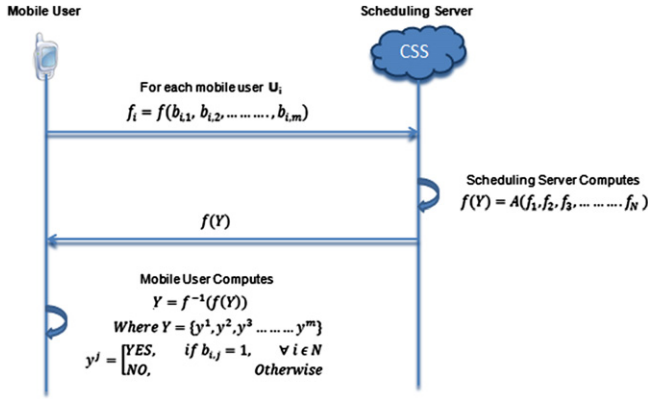 Mobile User
Scheduling Server
CSS
For each mobile user Uᵢ
fᵢ = f(bᵢ,₁, bᵢ,₂, ... ... ... ., bᵢ,ₘ)
Scheduling Server Computes
f(Y) = A(f₁, f₂, f₃, ... ... ... . f_N )
f(Y)
Mobile User Computes
Y = f⁻¹(f(Y))
Where Y = {y¹, y², y³ ... ... ... yᵐ}
yʲ = [YES, if bᵢ,ⱼ = 1, ∀ i ϵ N
NO, Otherwise